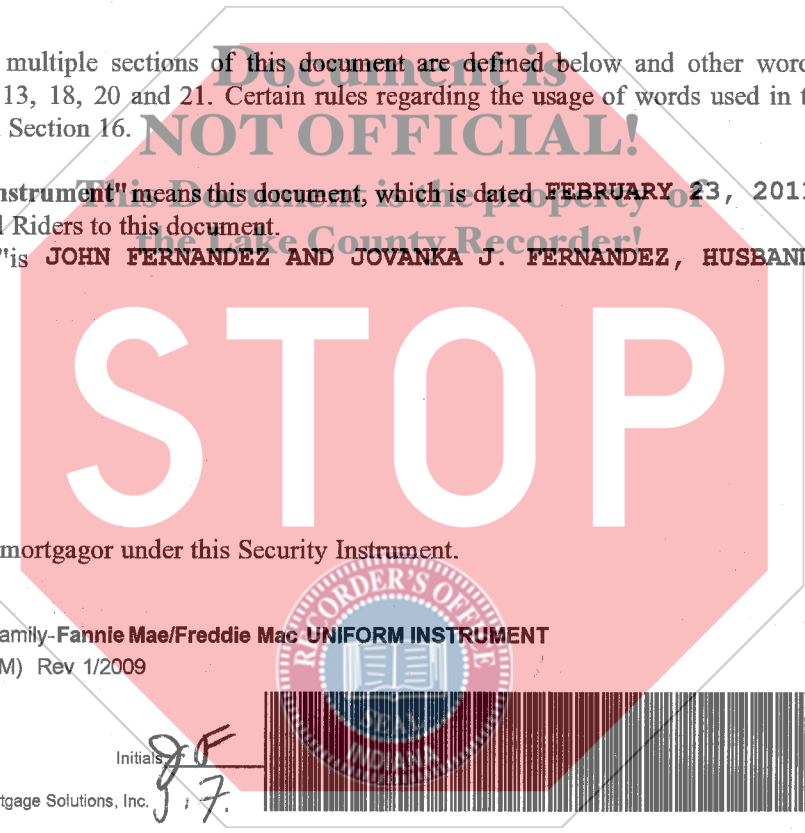 multiple sections of this document are defined below and other word
Document is
13, 18, 20 and 21. Certain rules regarding the usage of words used in t
Section 16.
NOT OFFICIAL!
nstrument" means this document, which is dated FEBRUARY 23, 201
This Document is the property of
Riders to this document.
the Lake County Recorder!
"is JOHN FERNANDEZ AND JOVANKA J. FERNANDEZ, HUSBAND
STOP
mortgagor under this Security Instrument.
RECORDER'S OFFICE
amily-Fannie Mae/Freddie Mac UNIFORM INSTRUMENT
M) Rev 1/2009
SEAL
INDIANA
Initials J F
J. F.
tgage Solutions, Inc.